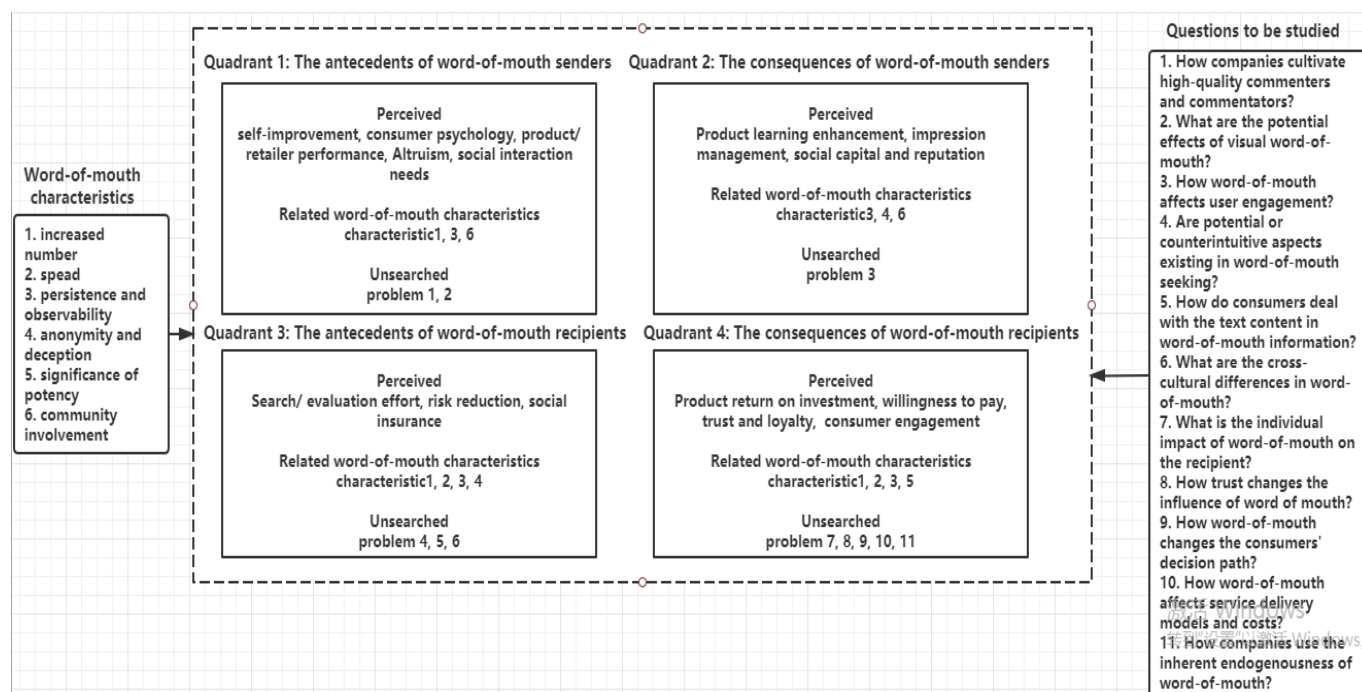 Word-of-mouth
characteristics
1. increased
number
2. spead
3. persistence and
observability
4. anonymity and
deception
5. significance of
potency
6. community
involvement
Quadrant 1: The antecedents of word-of-mouth senders
Perceived
self-improvement, consumer psychology, product/
retailer performance, Altruism, social interaction
needs
Related word-of-mouth characteristics
characteristic1, 3, 6
Unsearched
problem 1, 2
Quadrant 2: The consequences of word-of-mouth senders
Perceived
Product learning enhancement, impression
management, social capital and reputation
Related word-of-mouth characteristics
characteristic3, 4, 6
Unsearched
problem 3
Quadrant 3: The antecedents of word-of-mouth recipients
Perceived
Search/ evaluation effort, risk reduction, social
insurance
Related word-of-mouth characteristics
characteristic1, 2, 3, 4
Unsearched
problem 4, 5, 6
Quadrant 4: The consequences of word-of-mouth recipients
Perceived
Product return on investment, willingness to pay,
trust and loyalty,  consumer engagement
Related word-of-mouth characteristics
characteristic1, 2, 3, 5
Unsearched
problem 7, 8, 9, 10, 11
Questions to be studied
1. How companies cultivate
high-quality commenters
and commentators?
2. What are the potential
effects of visual word-of-
mouth?
3. How word-of-mouth
affects user engagement?
4. Are potential or
counterintuitive aspects
existing in word-of-mouth
seeking?
5. How do consumers deal
with the text content in
word-of-mouth information?
6. What are the cross-
cultural differences in word-
of-mouth?
7. What is the individual
impact of word-of-mouth on
the recipient?
8. How trust changes the
influence of word of mouth?
9. How word-of-mouth
changes the consumers'
decision path?
10. How word-of-mouth
affects service delivery
models and costs?
11. How companies use the
inherent endogenousness of
word-of-mouth?
激活 Windows
转到"设置"以激活 Windows。